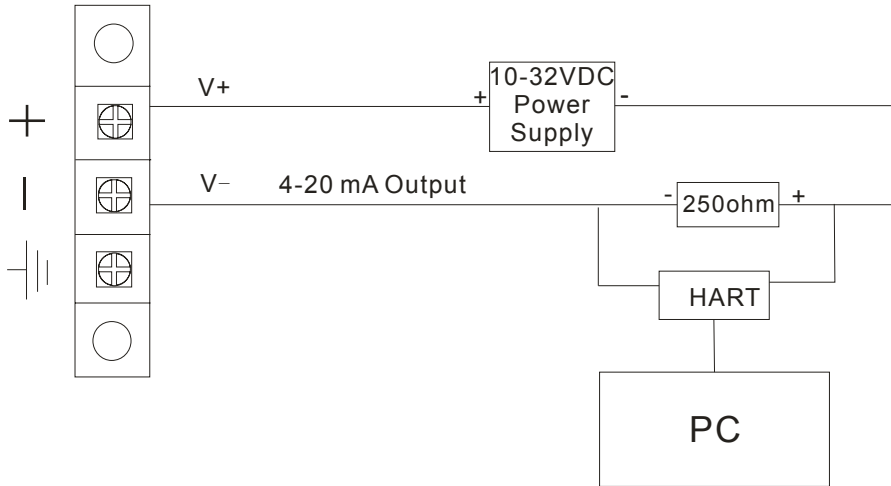 V+
+
10-32VDC
Power
Supply
-
+
-
V-
4-20 mA Output
-
250ohm
+
HART
PC